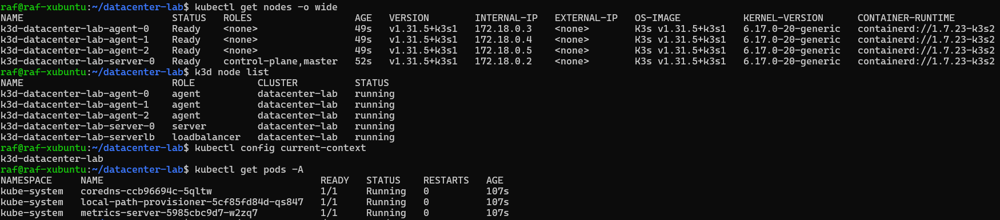 raf@raf-xubuntu:~/datacenter-lab$ kubectl get nodes -o wide
NAME                        STATUS   ROLES                  AGE   VERSION        INTERNAL-IP   EXTERNAL-IP   OS-IMAGE           KERNEL-VERSION     CONTAINER-RUNTIME
k3d-datacenter-lab-agent-0    Ready    <none>                 49s   v1.31.5+k3s1   172.18.0.3    <none>        K3s v1.31.5+k3s1   6.17.0-20-generic   containerd://1.7.23-k3s2
k3d-datacenter-lab-agent-1    Ready    <none>                 49s   v1.31.5+k3s1   172.18.0.4    <none>        K3s v1.31.5+k3s1   6.17.0-20-generic   containerd://1.7.23-k3s2
k3d-datacenter-lab-agent-2    Ready    <none>                 49s   v1.31.5+k3s1   172.18.0.5    <none>        K3s v1.31.5+k3s1   6.17.0-20-generic   containerd://1.7.23-k3s2
k3d-datacenter-lab-server-0   Ready    control-plane,master   52s   v1.31.5+k3s1   172.18.0.2    <none>        K3s v1.31.5+k3s1   6.17.0-20-generic   containerd://1.7.23-k3s2
raf@raf-xubuntu:~/datacenter-lab$ k3d node list
NAME                          ROLE           CLUSTER          STATUS
k3d-datacenter-lab-agent-0    agent          datacenter-lab   running
k3d-datacenter-lab-agent-1    agent          datacenter-lab   running
k3d-datacenter-lab-agent-2    agent          datacenter-lab   running
k3d-datacenter-lab-server-0   server         datacenter-lab   running
k3d-datacenter-lab-serverlb   loadbalancer   datacenter-lab   running
raf@raf-xubuntu:~/datacenter-lab$ kubectl config current-context
k3d-datacenter-lab
raf@raf-xubuntu:~/datacenter-lab$ kubectl get pods -A
NAMESPACE     NAME                                      READY   STATUS    RESTARTS   AGE
kube-system   coredns-ccb96694c-5qltw                   1/1     Running   0          107s
kube-system   local-path-provisioner-5cf85fd84d-qs847   1/1     Running   0          107s
kube-system   metrics-server-5985cbc9d7-w2zq7           1/1     Running   0          107s